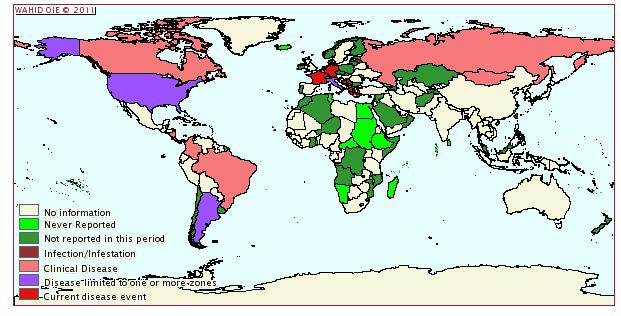 WAHID OIE © 2011
No information
Never Reported
Not reported in this period
Infection/Infestation
Clinical Disease
Disease limited to one or more zones
Current disease event